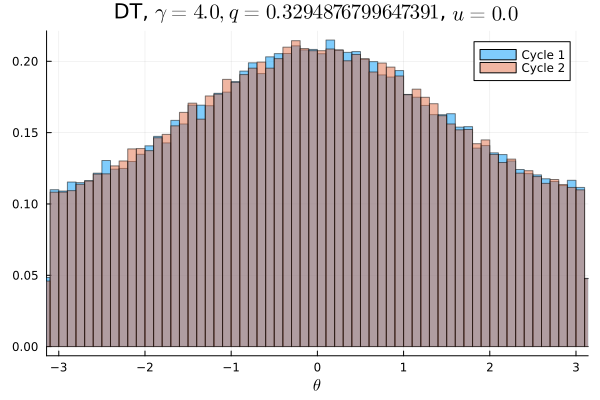 DT, γ = 4.0, q = 0.3294876799647391, u = 0.0
Cycle 1
Cycle 2
0.20
0.15
0.10
0.05
0.00
−3 −2 −1 0 1 2 3
θ